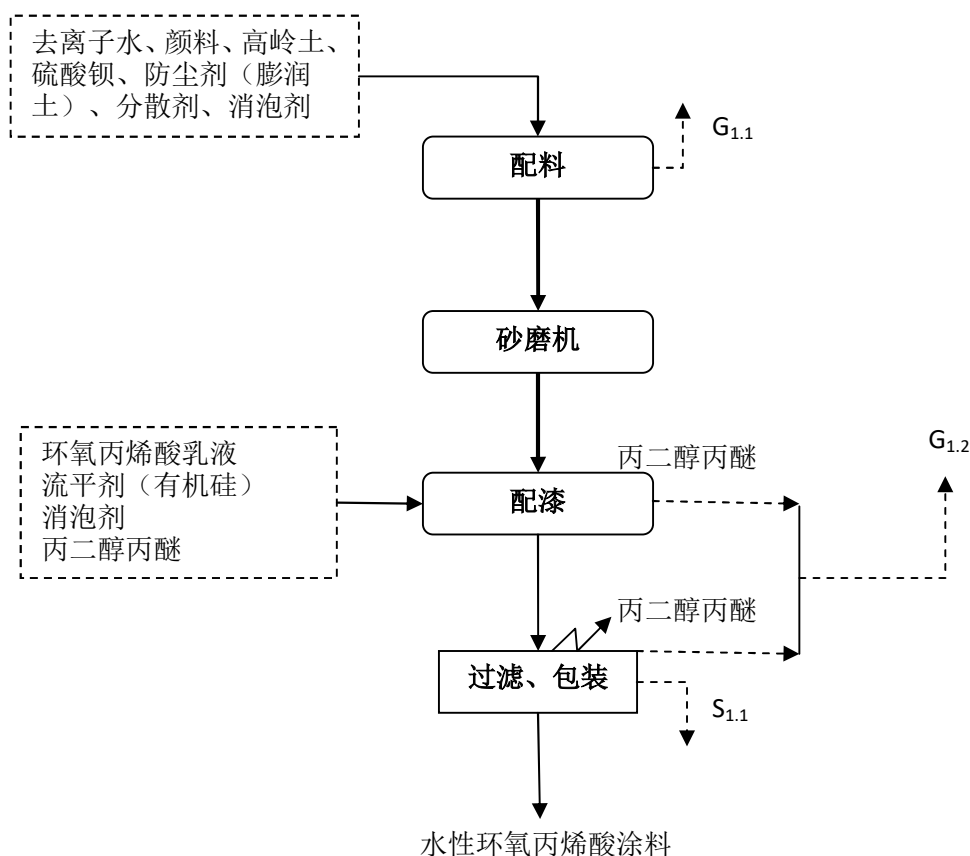 去离子水、颜料、高岭土、
硫酸钡、防尘剂（膨润
土）、分散剂、消泡剂
G1.1
配料
砂磨机
环氧丙烯酸乳液
流平剂（有机硅）
消泡剂
丙二醇丙醚
丙二醇丙醚
G1.2
配漆
丙二醇丙醚
过滤、包装
S1.1
水性环氧丙烯酸涂料